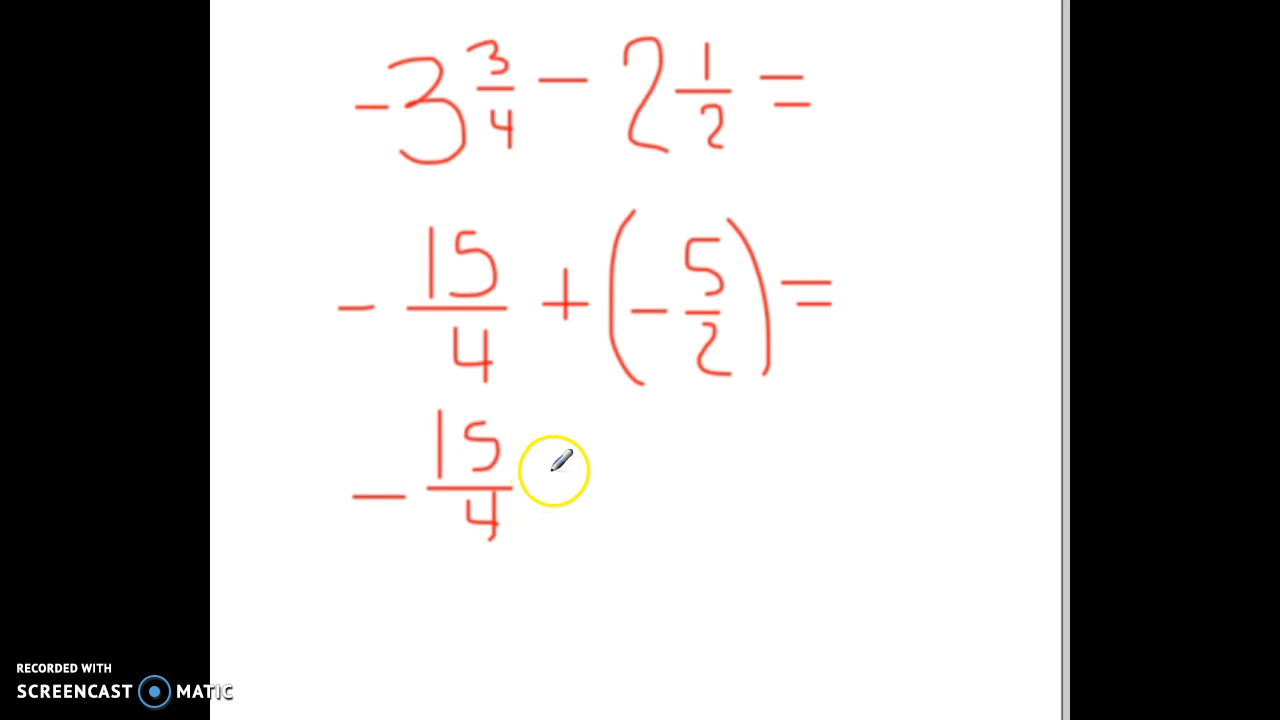 -3 3/4 - 2 1/2 =
- 15/4 + (- 5/2) =
- 15/4
RECORDED WITH
SCREENCAST MATIC